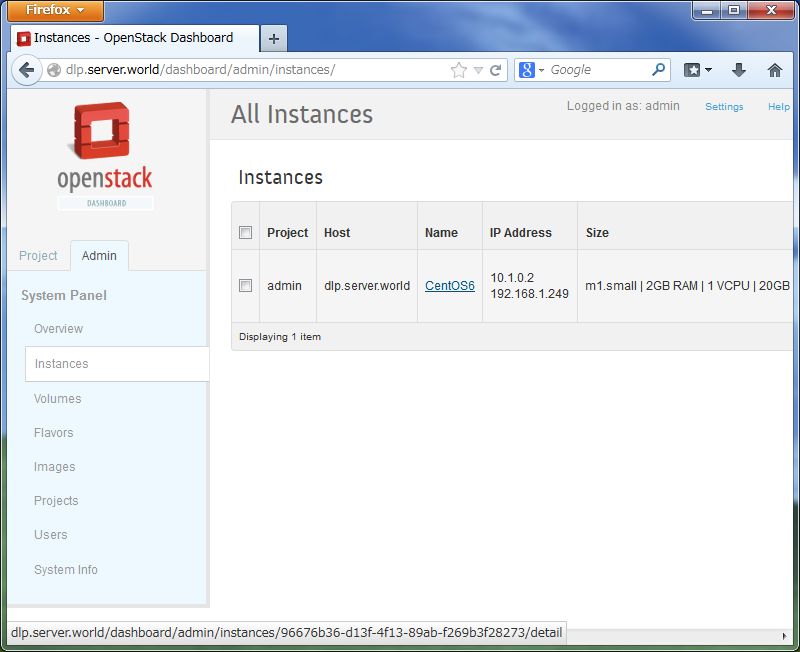 Firefox
Instances - OpenStack Dashboard
dlp.server.world/dashboard/admin/instances/
Google
openstack
DASHBOARD
Project
Admin
System Panel
Overview
Instances
Volumes
Flavors
Images
Projects
Users
System Info
All Instances
Logged in as: admin
Settings
Help
Instances
Project Host Name IP Address Size
admin dlp.server.world CentOS6 10.1.0.2 m1.small | 2GB RAM | 1 VCPU | 20GB
192.168.1.249
Displaying 1 item
dlp.server.world/dashboard/admin/instances/96676b36-d13f-4f13-89ab-f269b3f28273/detail